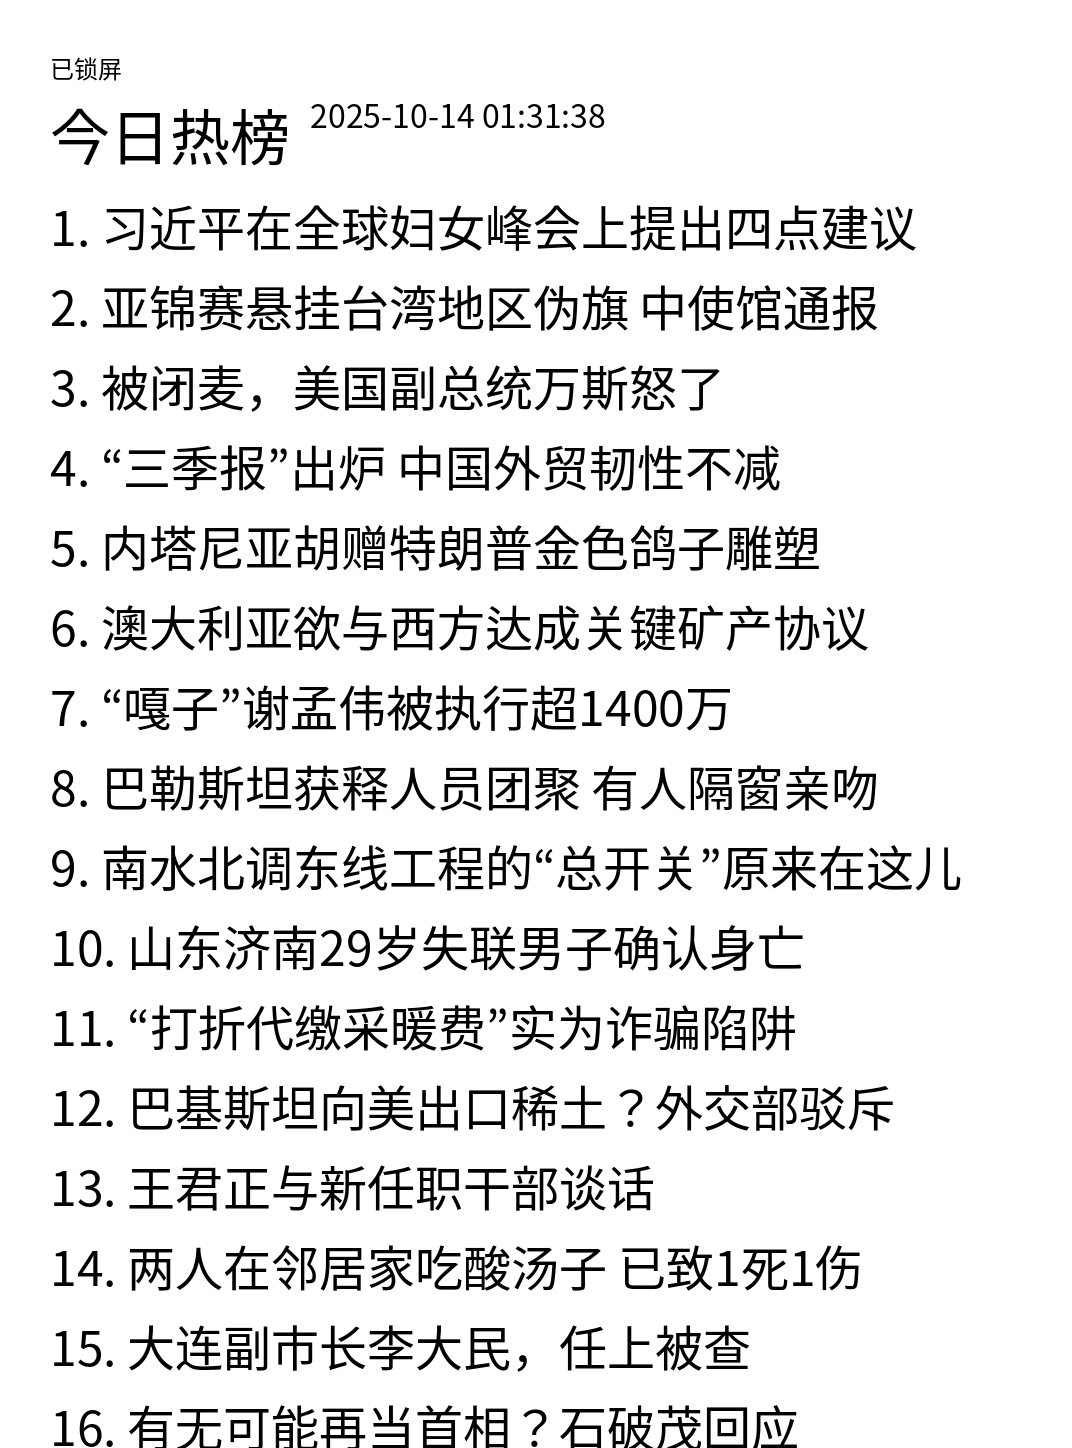 已锁屏
今日热榜 2025-10-14 01:31:38
1. 习近平在全球妇女峰会上提出四点建议
2. 亚锦赛悬挂台湾地区伪旗 中使馆通报
3. 被闭麦，美国副总统万斯怒了
4. “三季报”出炉 中国外贸韧性不减
5. 内塔尼亚胡赠特朗普金色鸽子雕塑
6. 澳大利亚欲与西方达成关键矿产协议
7. “嘎子”谢孟伟被执行超1400万
8. 巴勒斯坦获释人员团聚 有人隔窗亲吻
9. 南水北调东线工程的“总开关”原来在这儿
10. 山东济南29岁失联男子确认身亡
11. “打折代缴采暖费”实为诈骗陷阱
12. 巴基斯坦向美出口稀土？外交部驳斥
13. 王君正与新任职干部谈话
14. 两人在邻居家吃酸汤子 已致1死1伤
15. 大连副市长李大民，任上被查
16. 有无可能再当首相？石破茂回应